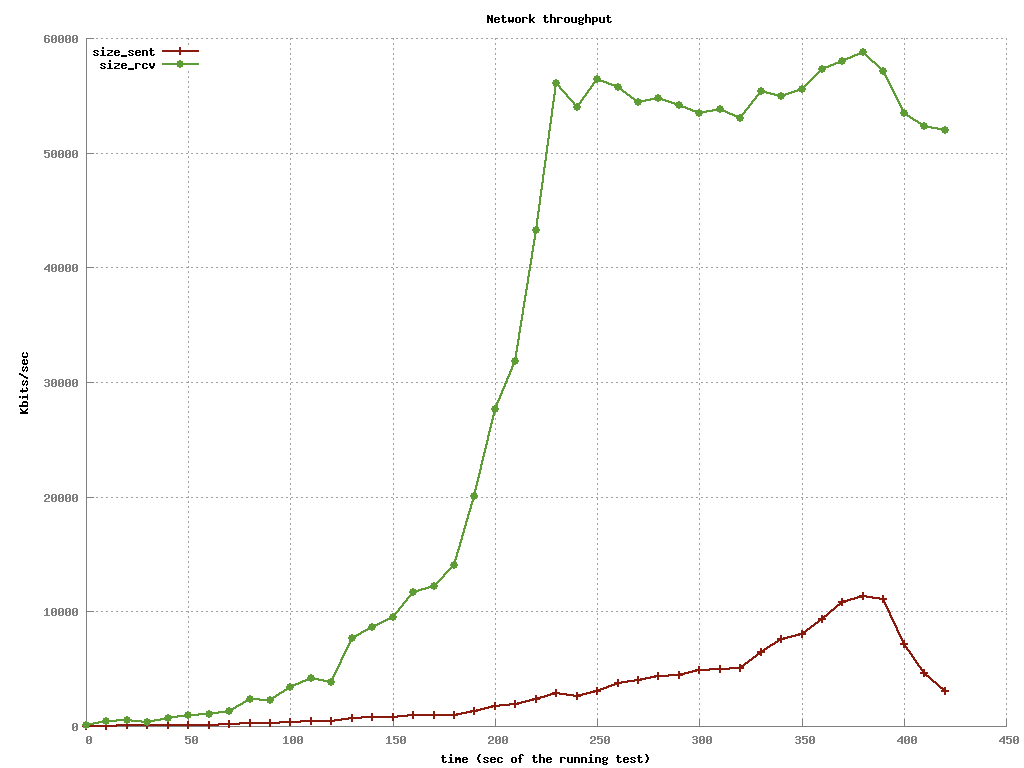 Network throughput
60000
size_sent
size_rcv
50000
40000
Kbits/sec
30000
20000
10000
0
0 50 100 150 200 250 300 350 400 450
time (sec of the running test)